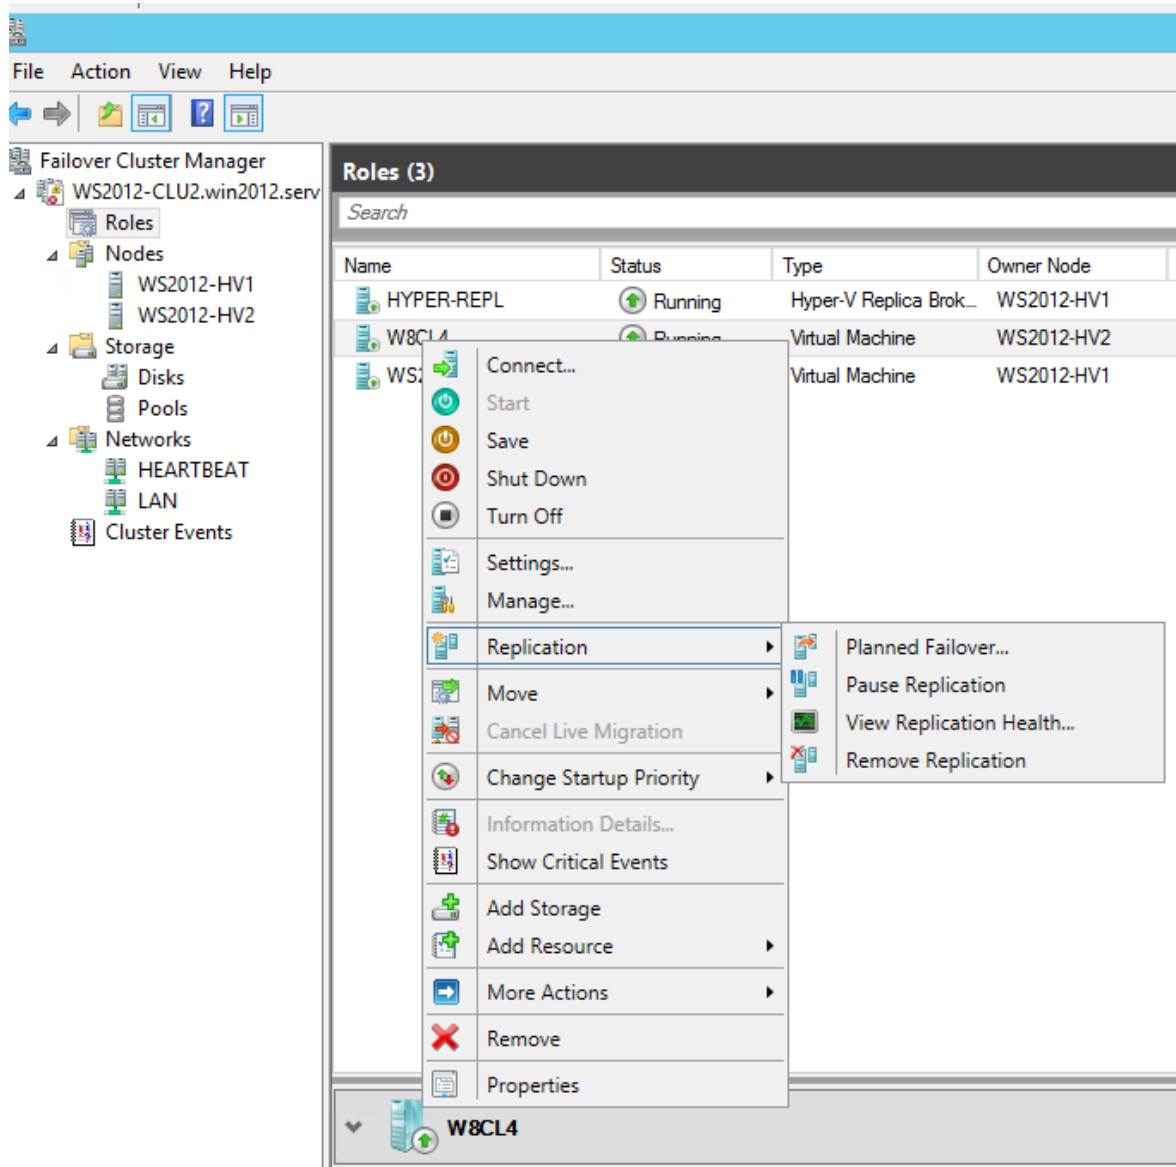 File Action View Help
Failover Cluster Manager
WS2012-CLU2.win2012.serv
Roles
Nodes
WS2012-HV1
WS2012-HV2
Storage
Disks
Pools
Networks
HEARTBEAT
LAN
Cluster Events
Roles (3)
Search
Name Status Type Owner Node
HYPER-REPL Running Hyper-V Replica Brok... WS2012-HV1
W8CL4 Running Virtual Machine WS2012-HV2
Virtual Machine WS2012-HV1
Connect...
Start
Save
Shut Down
Turn Off
Settings...
Manage...
Replication
Move
Cancel Live Migration
Change Startup Priority
Information Details...
Show Critical Events
Add Storage
Add Resource
More Actions
Remove
Properties
Planned Failover...
Pause Replication
View Replication Health...
Remove Replication
W8CL4